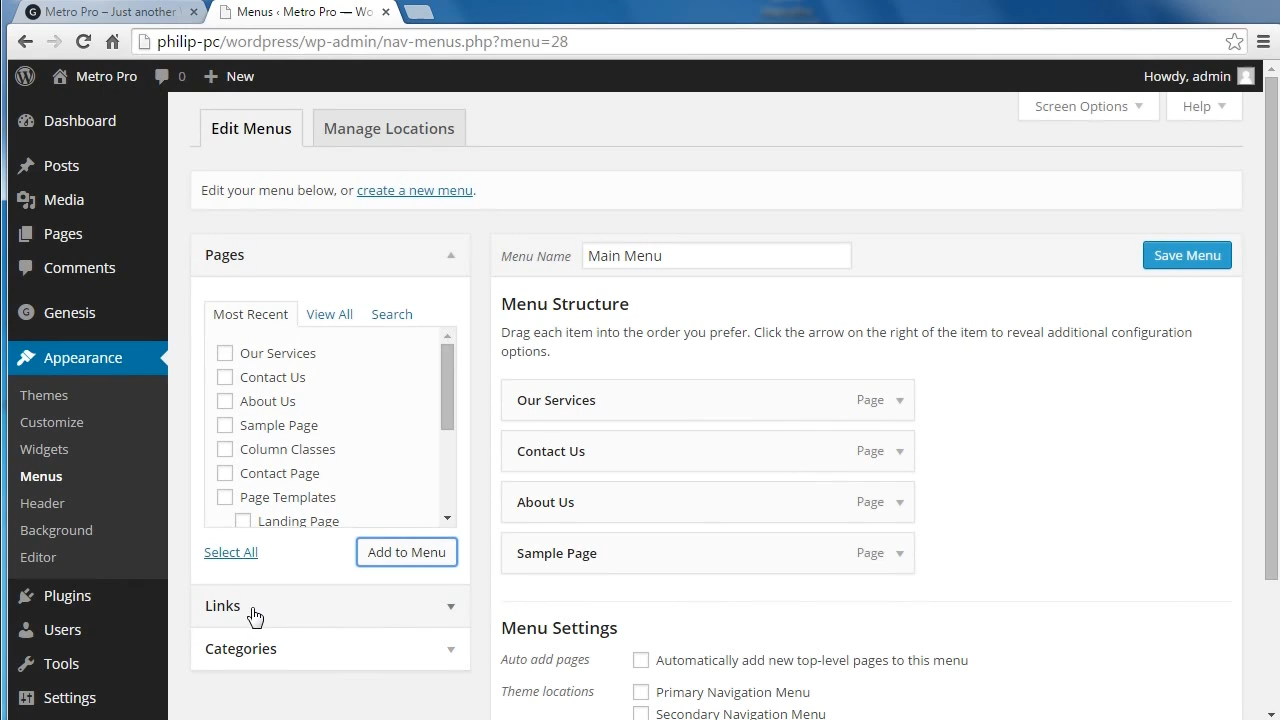 Metro Pro – Just another
Menus ‹ Metro Pro — Wo
philip-pc/wordpress/wp-admin/nav-menus.php?menu=28
Metro Pro 0 New
Howdy, admin
Dashboard
Posts
Media
Pages
Comments
Genesis
Appearance
Themes
Customize
Widgets
Menus
Header
Background
Editor
Plugins
Users
Tools
Settings
Screen Options
Help
Edit Menus
Manage Locations
Edit your menu below, or create a new menu.
Pages
Most Recent View All Search
Our Services
Contact Us
About Us
Sample Page
Column Classes
Contact Page
Page Templates
Landing Page
Select All
Add to Menu
Links
Categories
Menu Name Main Menu
Save Menu
Menu Structure
Drag each item into the order you prefer. Click the arrow on the right of the item to reveal additional configuration
options.
Our Services Page
Contact Us Page
About Us Page
Sample Page Page
Menu Settings
Auto add pages Automatically add new top-level pages to this menu
Theme locations Primary Navigation Menu
Secondary Navigation Menu